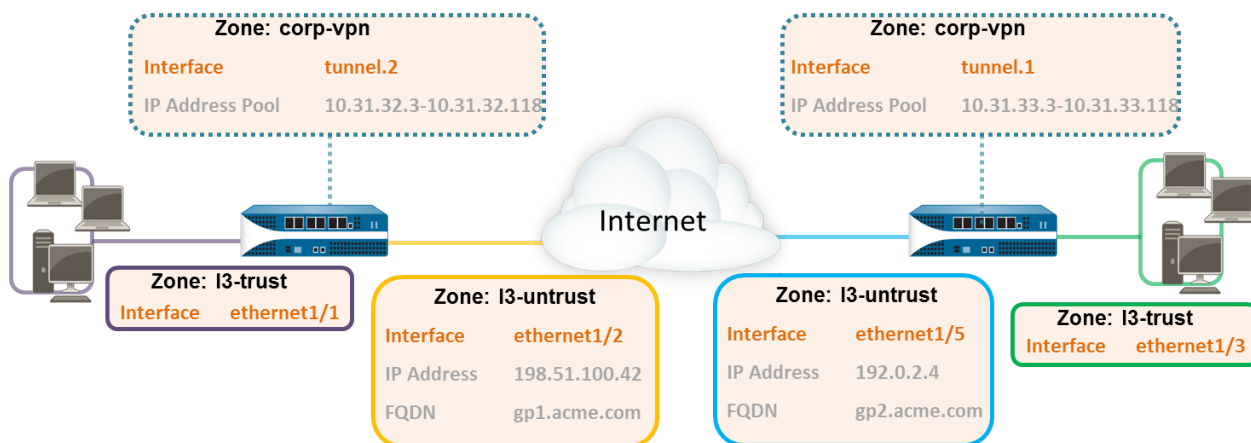 Zone: corp-vpn
Interface tunnel.2
IP Address Pool 10.31.32.3-10.31.32.118
Zone: corp-vpn
Interface tunnel.1
IP Address Pool 10.31.33.3-10.31.33.118
Internet
Zone: l3-trust
Interface ethernet1/1
Zone: l3-untrust
Interface ethernet1/2
IP Address 198.51.100.42
FQDN gp1.acme.com
Zone: l3-untrust
Interface ethernet1/5
IP Address 192.0.2.4
FQDN gp2.acme.com
Zone: l3-trust
Interface ethernet1/3